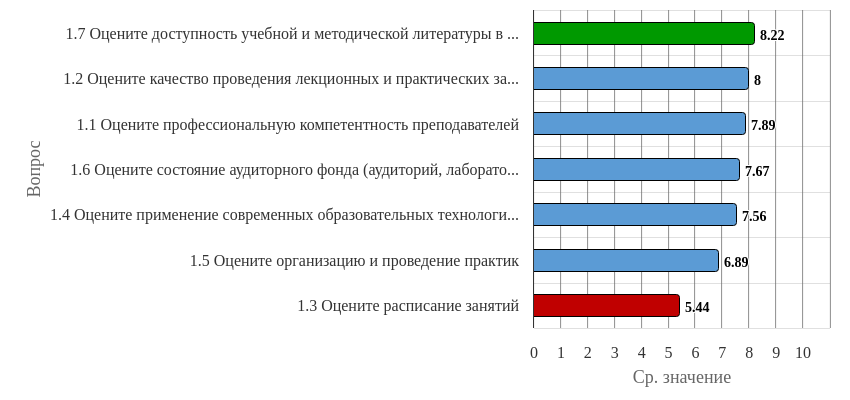 1.7 Оцените доступность учебной и методической литературы в ... 8.22
1.2 Оцените качество проведения лекционных и практических за... 8
1.1 Оцените профессиональную компетентность преподавателей 7.89
1.6 Оцените состояние аудиторного фонда (аудиторий, лаборато... 7.67
1.4 Оцените применение современных образовательных технологи... 7.56
1.5 Оцените организацию и проведение практик 6.89
1.3 Оцените расписание занятий 5.44
Вопрос
0 1 2 3 4 5 6 7 8 9 10
Ср. значение